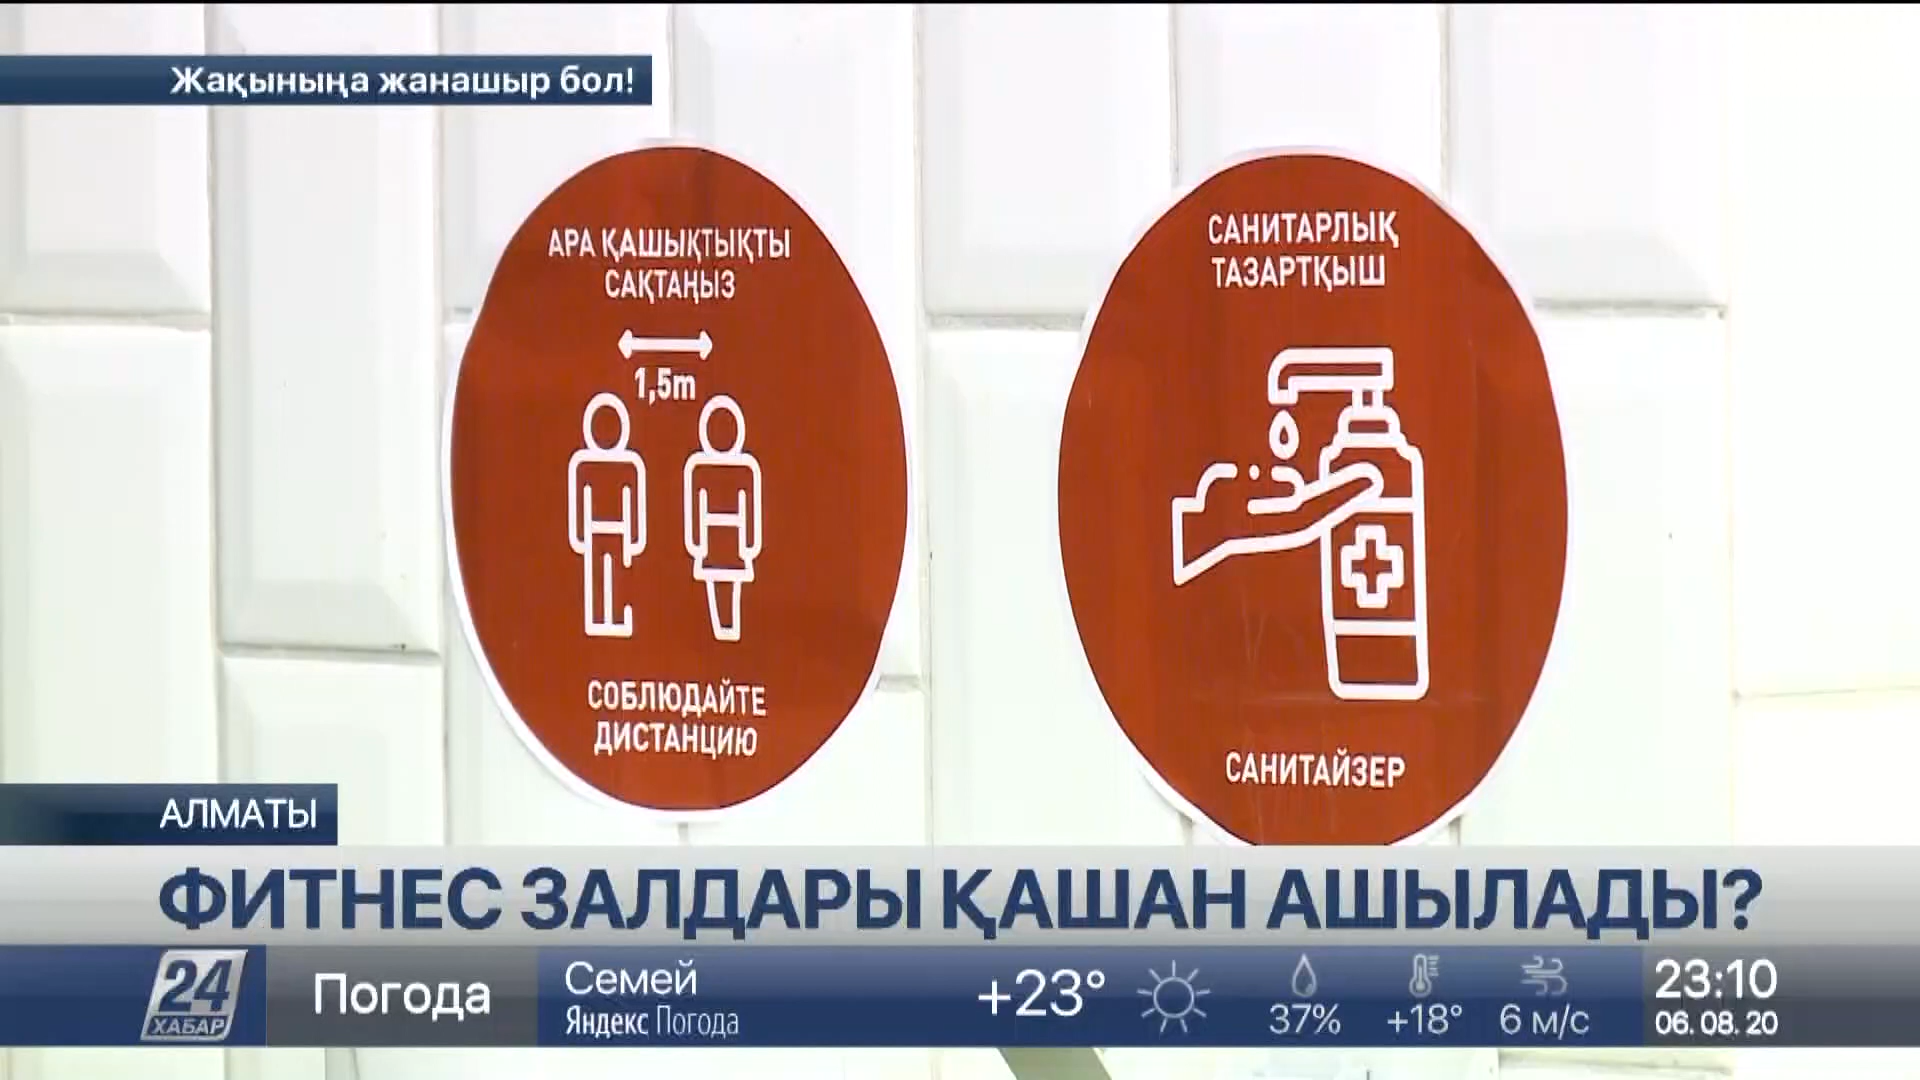 Жақыныңа жанашыр бол!
АРА ҚАШЫҚТЫҚТЫ
САҚТАҢЫЗ
1,5m
СОБЛЮДАЙТЕ
ДИСТАНЦИЮ
САНИТАРЛЫҚ
ТАЗАРТҚЫШ
САНИТАЙЗЕР
АЛМАТЫ
ФИТНЕС ЗАЛДАРЫ ҚАШАН АШЫЛАДЫ?
24
ХАБАР
Погода
Семей
Яндекс Погода
+23°
37%
+18°
6 м/с
23:10
06. 08. 20